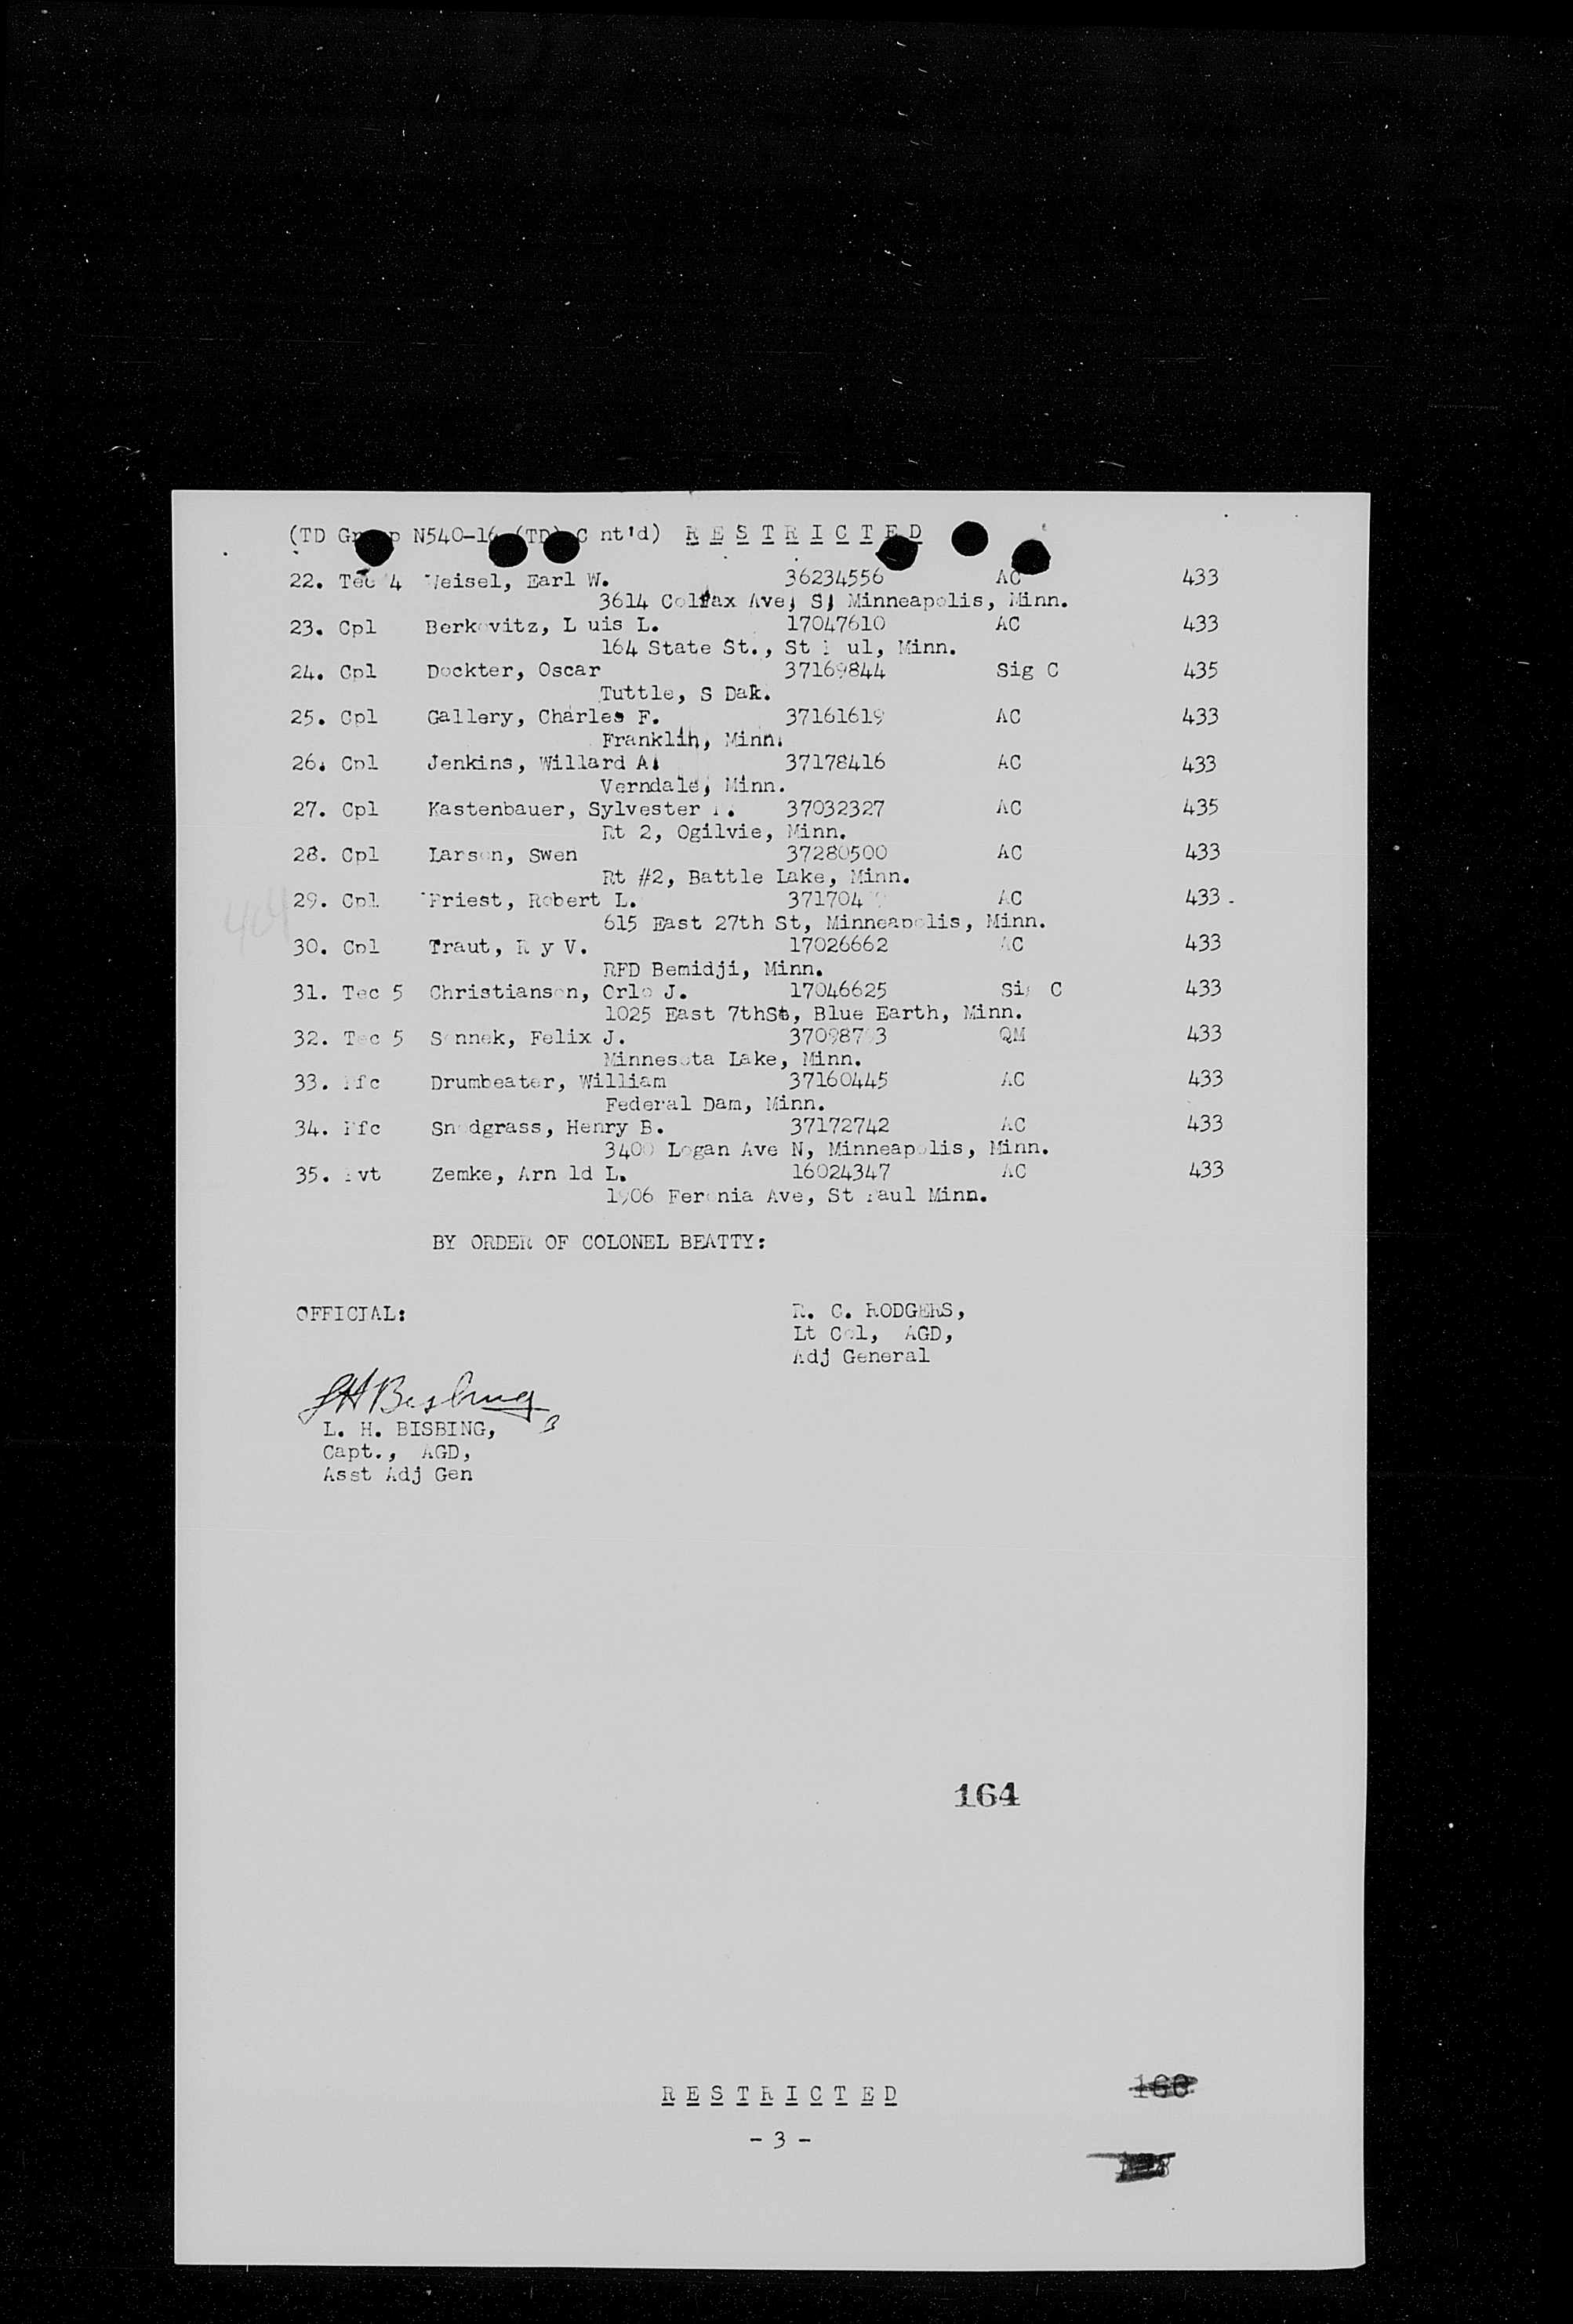 (TD Group N540-16 (TD) Cont'd) R E S T R I C T E D
22. Tec 4 Weisel, Earl W. 36234556 AC 433
3614 Colfax Ave, S, Minneapolis, Minn.
23. Cpl Berkovitz, Louis L. 17047610 AC 433
164 State St., St Paul, Minn.
24. Cpl Dockter, Oscar 37169844 Sig C 435
Tuttle, S Dak.
25. Cpl Gallery, Charles F. 37161619 AC 433
Franklin, Minn.
26. Cpl Jenkins, Willard A. 37178416 AC 433
Verndale, Minn.
27. Cpl Kastenbauer, Sylvester 37032327 AC 435
Rt 2, Ogilvie, Minn.
28. Cpl Larson, Swen 37280500 AC 433
Rt #2, Battle Lake, Minn.
29. Cpl Priest, Robert L. AC 433
615 East 27th St, Minneapolis, Minn.
30. Cpl Traut, Roy V. 17026662 AC 433
RFD Bemidji, Minn.
31. Tec 5 Christianson, Orlo J. 17046625 Sig C 433
1025 East 7thSt, Blue Earth, Minn.
32. Tec 5 Sonnek, Felix J. QM 433
Minnesota Lake, Minn.
33. Pfc Drumbeater, William 37160445 AC 433
Federal Dam, Minn.
34. Pfc Snodgrass, Henry B. 37172742 AC 433
3400 Logan Ave N, Minneapolis, Minn.
35. Pvt Zemke, Arnold L. 16024347 AC 433
1906 Feronia Ave, St Paul Minn.
BY ORDER OF COLONEL BEATTY:
OFFICIAL:
R. C. RODGERS,
Lt Col, AGD,
Adj General
LH Bisbing
L. H. BISBING,
Capt., AGD,
Asst Adj Gen
404
164
R E S T R I C T E D
- 3 -